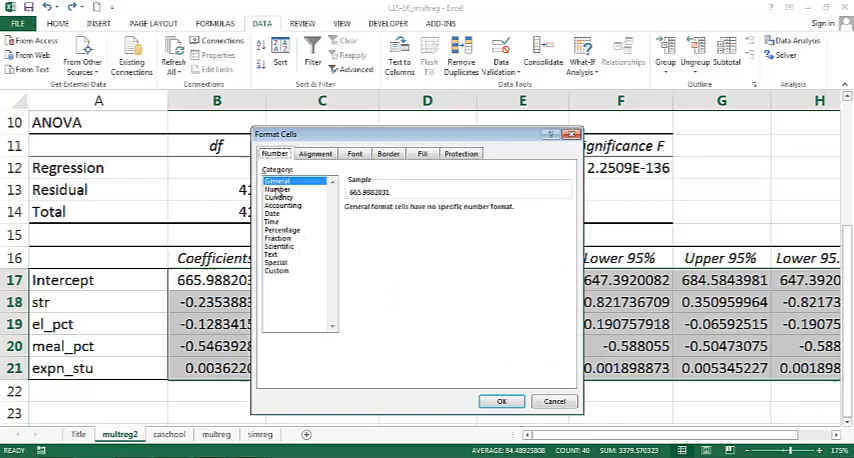 L15-16_multreg - Excel
Sign in
FILE HOME INSERT PAGE LAYOUT FORMULAS DATA REVIEW VIEW DEVELOPER ADD-INS
From Access
From Web
From Text
From Other Sources
Existing Connections
Get External Data
Refresh All
Connections
Properties
Edit Links
Connections
Sort
Filter
Clear
Reapply
Advanced
Sort & Filter
Text to Columns
Flash Fill
Remove Duplicates
Data Validation
Consolidate
What-If Analysis
Relationships
Data Tools
Group
Ungroup
Subtotal
Outline
Data Analysis
Solver
Analysis
A B C D E F G H
10 ANOVA
11 df ignificance F
12 Regression 2.2509E-136
13 Residual 41
14 Total 41
15
16 Coefficients Lower 95% Upper 95% Lower 95.
17 Intercept 665.988203 647.3920082 684.5843981 647.3920
18 str -0.2353883 0.821736709 0.350959964 -0.82173
19 el_pct -0.1283415 0.190757918 -0.06592515 -0.19075
20 meal_pct -0.5463928 -0.588055 -0.50473075 -0.5880
21 expn_stu 0.0036220 0.001898873 0.005345227 0.001898
22
23
Format Cells
Number Alignment Font Border Fill Protection
Category:
General
Number
Currency
Accounting
Date
Time
Percentage
Fraction
Scientific
Text
Special
Custom
Sample
665.9882031
General format cells have no specific number format.
OK Cancel
Title multreg2 caschool multreg simreg
READY AVERAGE: 84.48925808 COUNT: 40 SUM: 3379.570323 175%